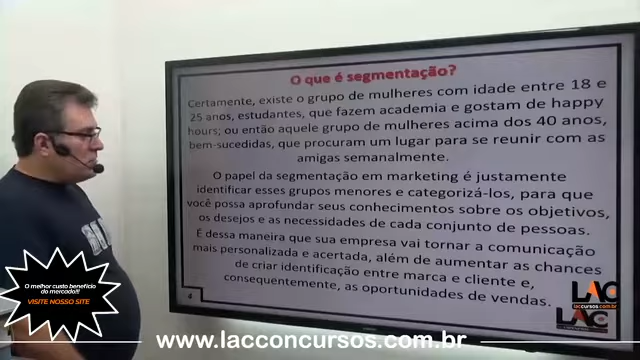 O que é segmentação?
Certamente, existe o grupo de mulheres com idade entre 18 e
25 anos, estudantes, que fazem academia e gostam de happy
hours; ou então aquele grupo de mulheres acima dos 40 anos,
bem-sucedidas, que procuram um lugar para se reunir com as
amigas semanalmente.
O papel da segmentação em marketing é justamente
identificar esses grupos menores e categorizá-los, para que
você possa aprofundar seus conhecimentos sobre os objetivos,
os desejos e as necessidades de cada conjunto de pessoas.
É dessa maneira que sua empresa vai tornar a comunicação
mais personalizada e acertada, além de aumentar as chances
de criar identificação entre marca e cliente e,
consequentemente, as oportunidades de vendas.
4
O melhor custo benefício
do mercado!!!
VISITE NOSSO SITE
LAC
lacconcursos.com.br
LAC
www.lacconcursos.com.br